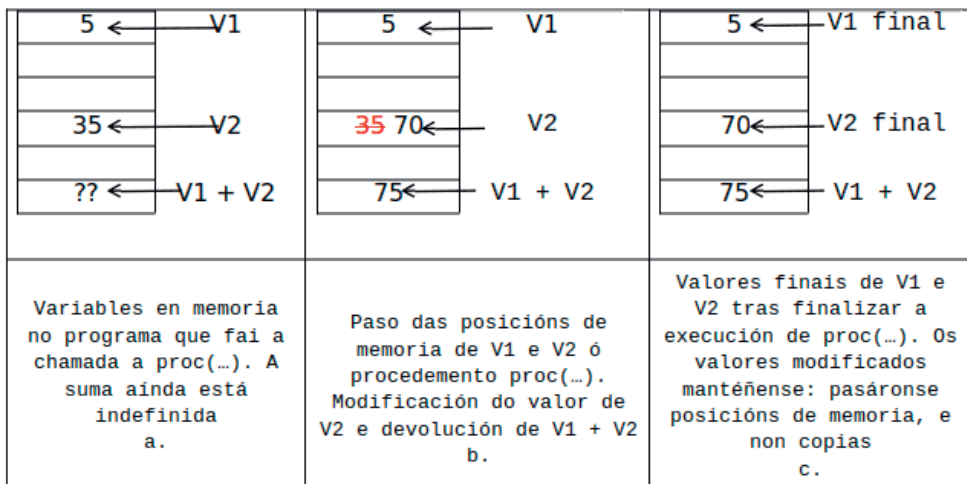 5 V1
35 V2
?? V1 + V2
5 V1
35 70 V2
75 V1 + V2
5 V1 final
70 V2 final
75 V1 + V2
Variables en memoria
no programa que fai a
chamada a proc(…). A
suma aínda está
indefinida
a.
Paso das posicións de
memoria de V1 e V2 ó
procedemento proc(…).
Modificación do valor de
V2 e devolución de V1 + V2
b.
Valores finais de V1 e
V2 tras finalizar a
execución de proc(…). Os
valores modificados
mantéñense: pasáronse
posicións de memoria, e
non copias
c.